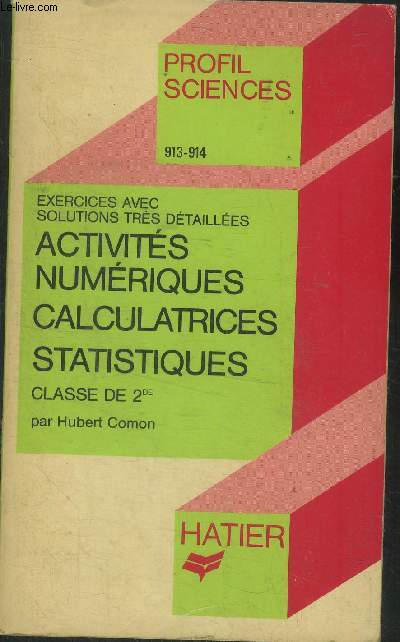 Le-livre.com
PROFIL
SCIENCES
913-914
EXERCICES AVEC
SOLUTIONS TRÈS DÉTAILLÉES
ACTIVITÉS
NUMÉRIQUES
CALCULATRICES
STATISTIQUES
CLASSE DE 2DE
par Hubert Comon
HATIER